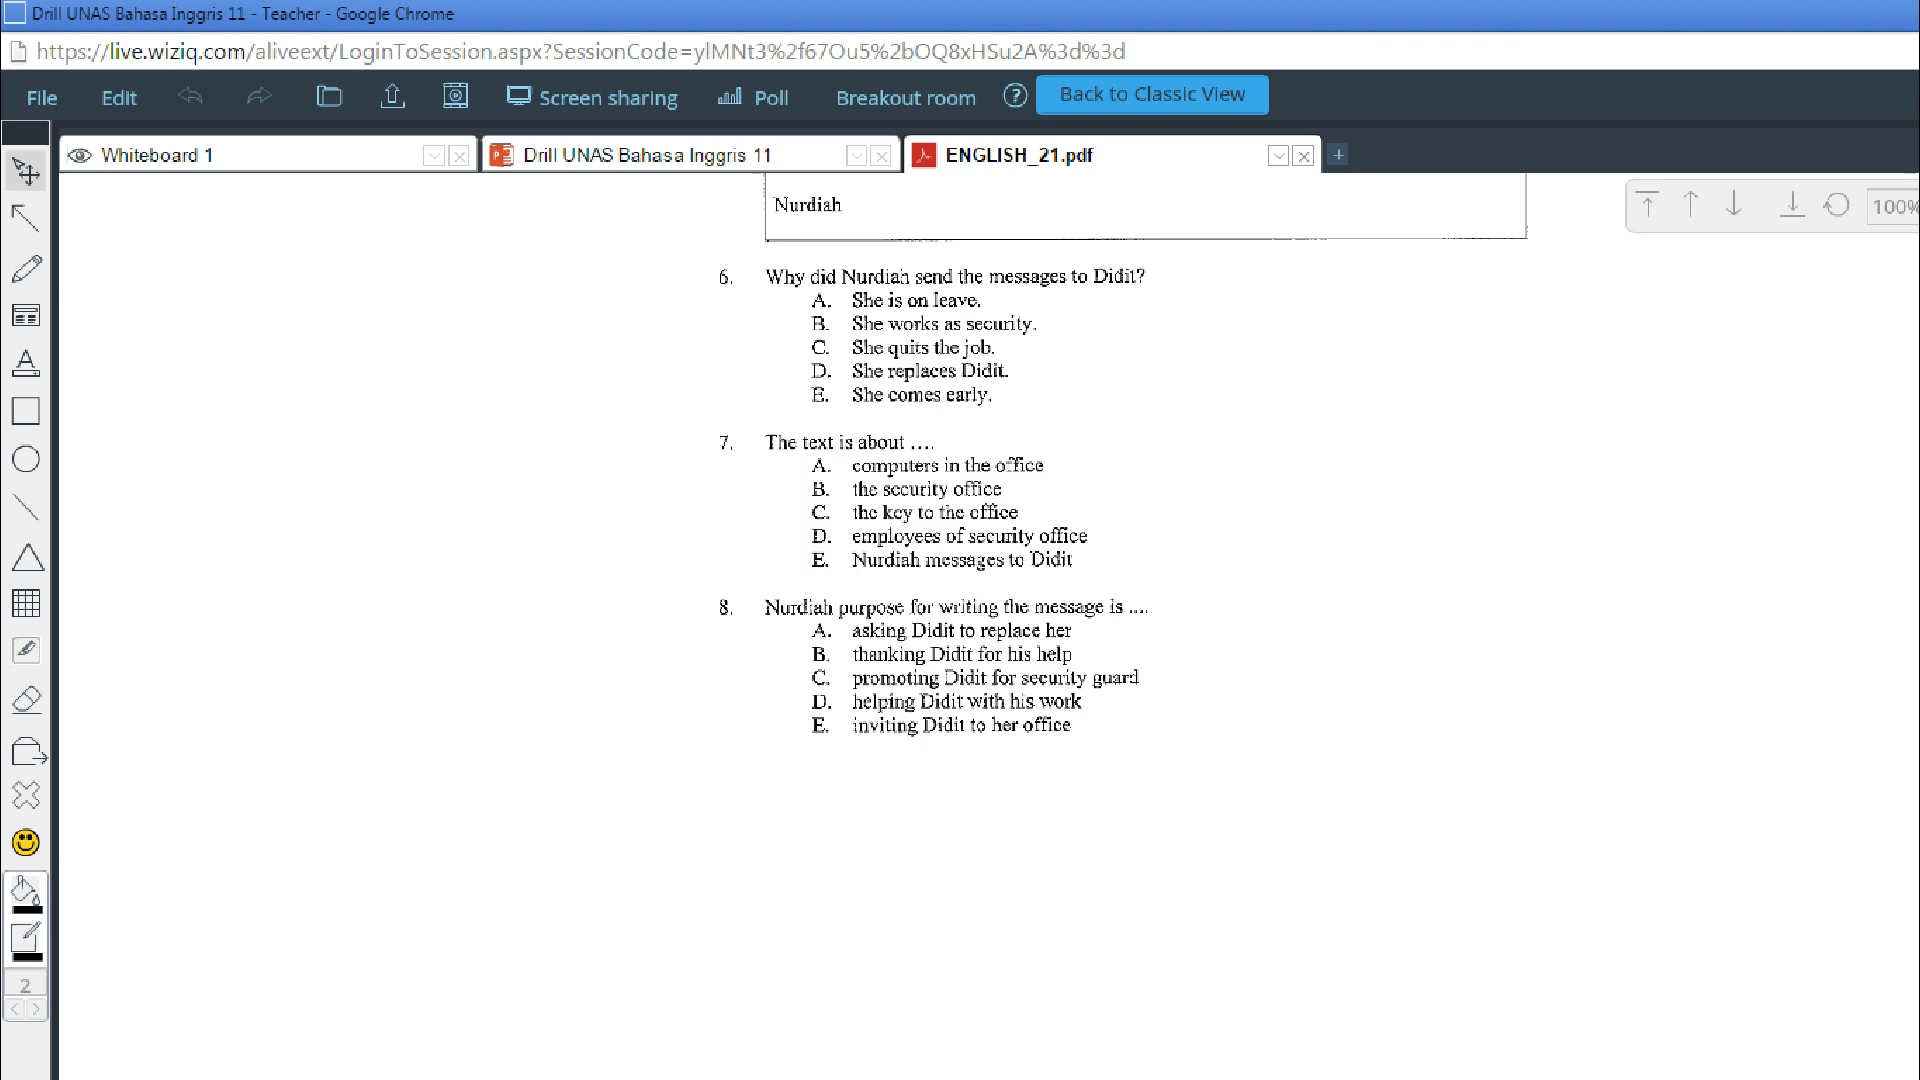 Drill UNAS Bahasa Inggris 11 - Teacher - Google Chrome
https://live.wiziq.com/aliveext/LoginToSession.aspx?SessionCode=ylMNt3%2f67Ou5%2bOQ8xHSu2A%3d%3d
File Edit Screen sharing Poll Breakout room ? Back to Classic View
Whiteboard 1 Drill UNAS Bahasa Inggris 11 ENGLISH_21.pdf +
Nurdiah
100%
6. Why did Nurdiah send the messages to Didit?
A. She is on leave.
B. She works as security.
C. She quits the job.
D. She replaces Didit.
E. She comes early.
7. The text is about ....
A. computers in the office
B. the security office
C. the key to the office
D. employees of security office
E. Nurdiah messages to Didit
8. Nurdiah purpose for writing the message is ....
A. asking Didit to replace her
B. thanking Didit for his help
C. promoting Didit for security guard
D. helping Didit with his work
E. inviting Didit to her office
2